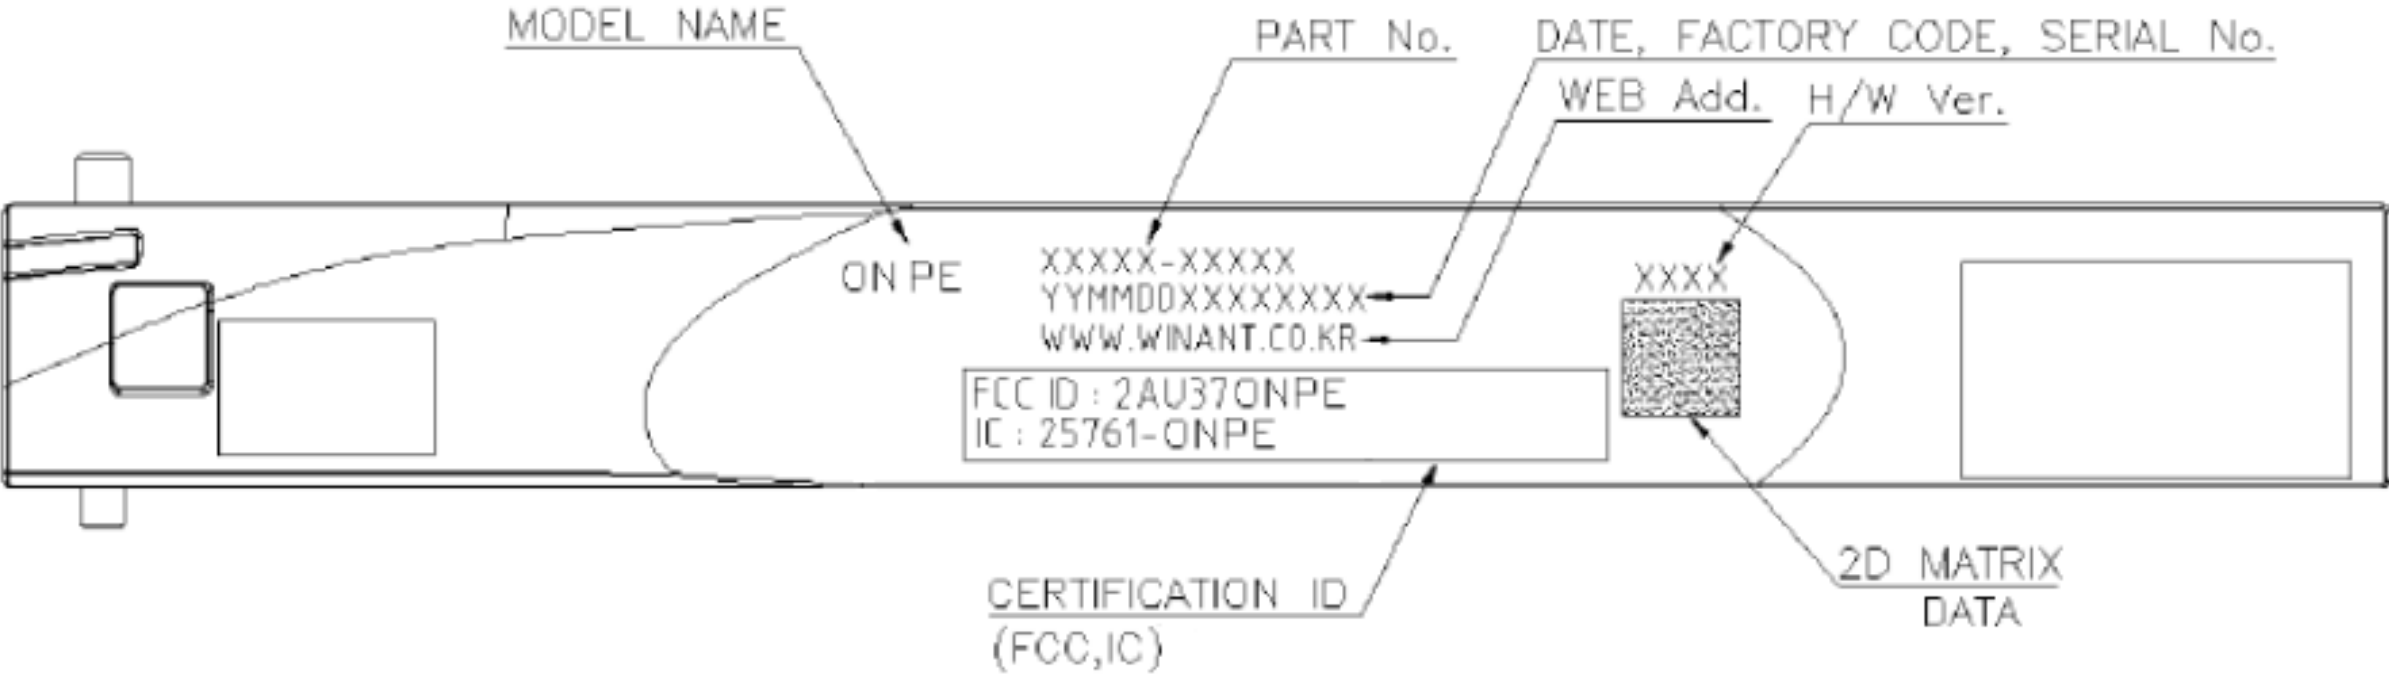 MODEL NAME
PART No.
DATE, FACTORY CODE, SERIAL No.
WEB Add.
H/W Ver.
ON PE
XXXXX-XXXXX
YYMMDDXXXXXXXX
WWW.WINANT.CO.KR
XXXX
FCC ID : 2AU37ONPE
IC : 25761-ONPE
CERTIFICATION ID
(FCC,IC)
2D MATRIX
DATA